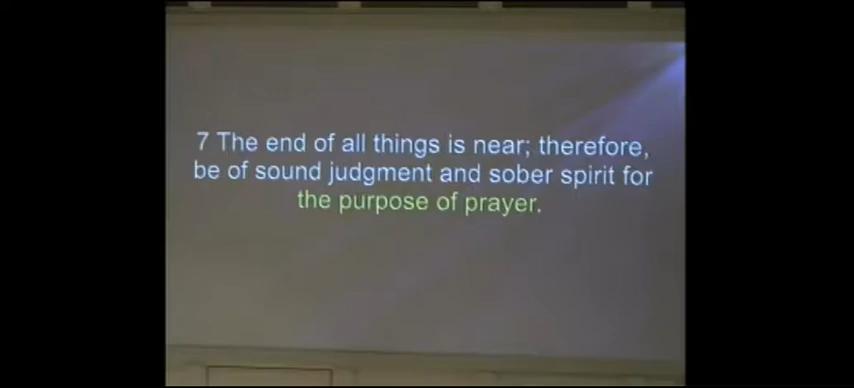 7 The end of all things is near; therefore,
be of sound judgment and sober spirit for
the purpose of prayer.